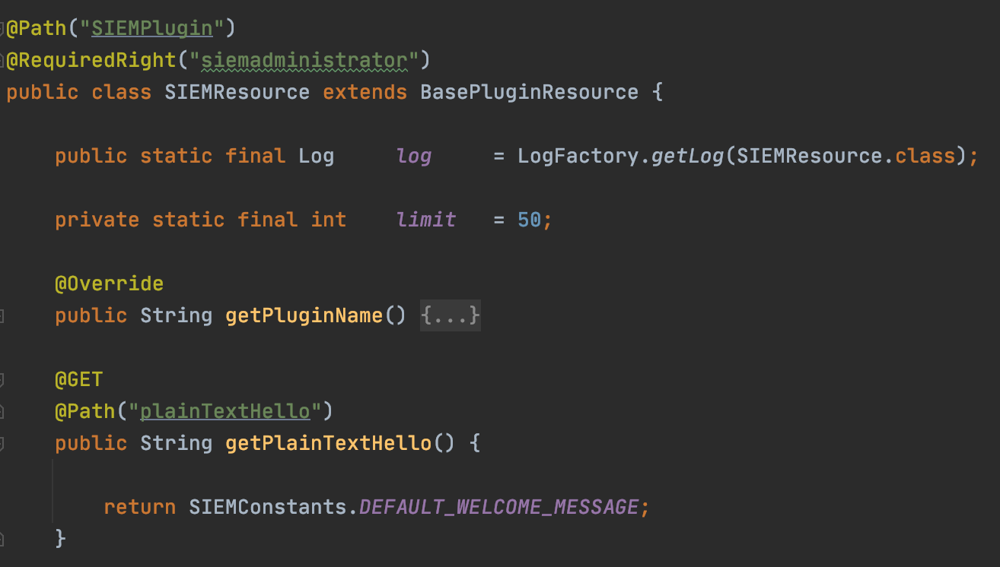 @Path("SIEMPlugin")
@RequiredRight("siemadministrator")
public class SIEMResource extends BasePluginResource {
public static final Log log = LogFactory.getLog(SIEMResource.class);
private static final int limit = 50;
@Override
public String getPluginName() {...}
@GET
@Path("plainTextHello")
public String getPlainTextHello() {
return SIEMConstants.DEFAULT_WELCOME_MESSAGE;
}